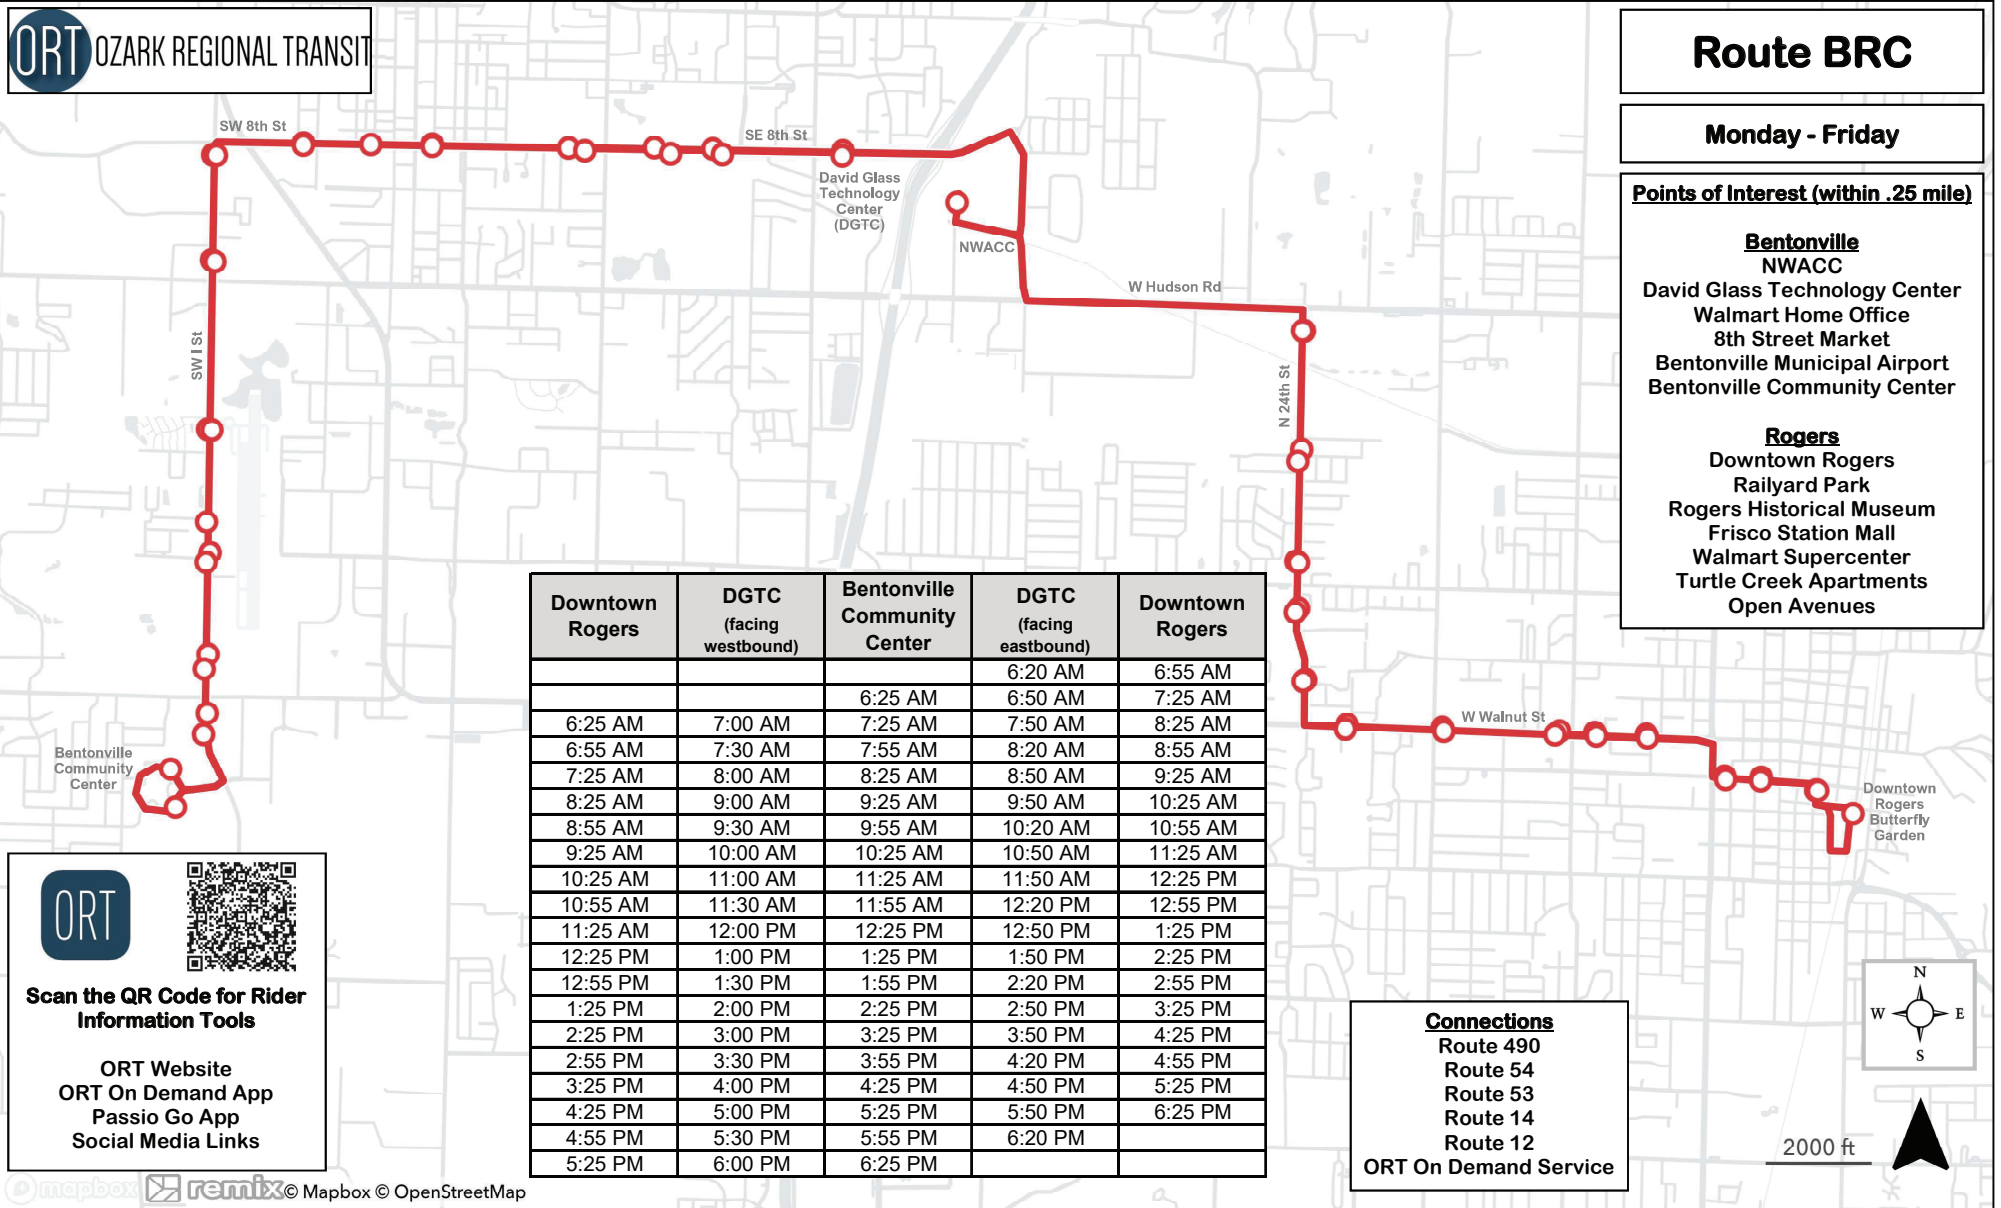 ORT OZARK REGIONAL TRANSIT
Route BRC
Monday - Friday
Points of Interest (within .25 mile)
Bentonville
NWACC
David Glass Technology Center
Walmart Home Office
8th Street Market
Bentonville Municipal Airport
Bentonville Community Center
Rogers
Downtown Rogers
Railyard Park
Rogers Historical Museum
Frisco Station Mall
Walmart Supercenter
Turtle Creek Apartments
Open Avenues
SW 8th St
SE 8th St
David Glass
Technology
Center
(DGTC)
NWACC
W Hudson Rd
SW I St
N 24th St
W Walnut St
Bentonville
Community
Center
Downtown
Rogers
Butterfly
Garden
Downtown Rogers | DGTC (facing westbound) | Bentonville Community Center | DGTC (facing eastbound) | Downtown Rogers
6:20 AM 6:55 AM
6:25 AM 6:50 AM 7:25 AM
6:25 AM 7:00 AM 7:25 AM 7:50 AM 8:25 AM
6:55 AM 7:30 AM 7:55 AM 8:20 AM 8:55 AM
7:25 AM 8:00 AM 8:25 AM 8:50 AM 9:25 AM
8:25 AM 9:00 AM 9:25 AM 9:50 AM 10:25 AM
8:55 AM 9:30 AM 9:55 AM 10:20 AM 10:55 AM
9:25 AM 10:00 AM 10:25 AM 10:50 AM 11:25 AM
10:25 AM 11:00 AM 11:25 AM 11:50 AM 12:25 PM
10:55 AM 11:30 AM 11:55 AM 12:20 PM 12:55 PM
11:25 AM 12:00 PM 12:25 PM 12:50 PM 1:25 PM
12:25 PM 1:00 PM 1:25 PM 1:50 PM 2:25 PM
12:55 PM 1:30 PM 1:55 PM 2:20 PM 2:55 PM
1:25 PM 2:00 PM 2:25 PM 2:50 PM 3:25 PM
2:25 PM 3:00 PM 3:25 PM 3:50 PM 4:25 PM
2:55 PM 3:30 PM 3:55 PM 4:20 PM 4:55 PM
3:25 PM 4:00 PM 4:25 PM 4:50 PM 5:25 PM
4:25 PM 5:00 PM 5:25 PM 5:50 PM 6:25 PM
4:55 PM 5:30 PM 5:55 PM 6:20 PM
5:25 PM 6:00 PM 6:25 PM
ORT
Scan the QR Code for Rider
Information Tools
ORT Website
ORT On Demand App
Passio Go App
Social Media Links
Connections
Route 490
Route 54
Route 53
Route 14
Route 12
ORT On Demand Service
N
W E
S
2000 ft
mapbox remix © Mapbox © OpenStreetMap